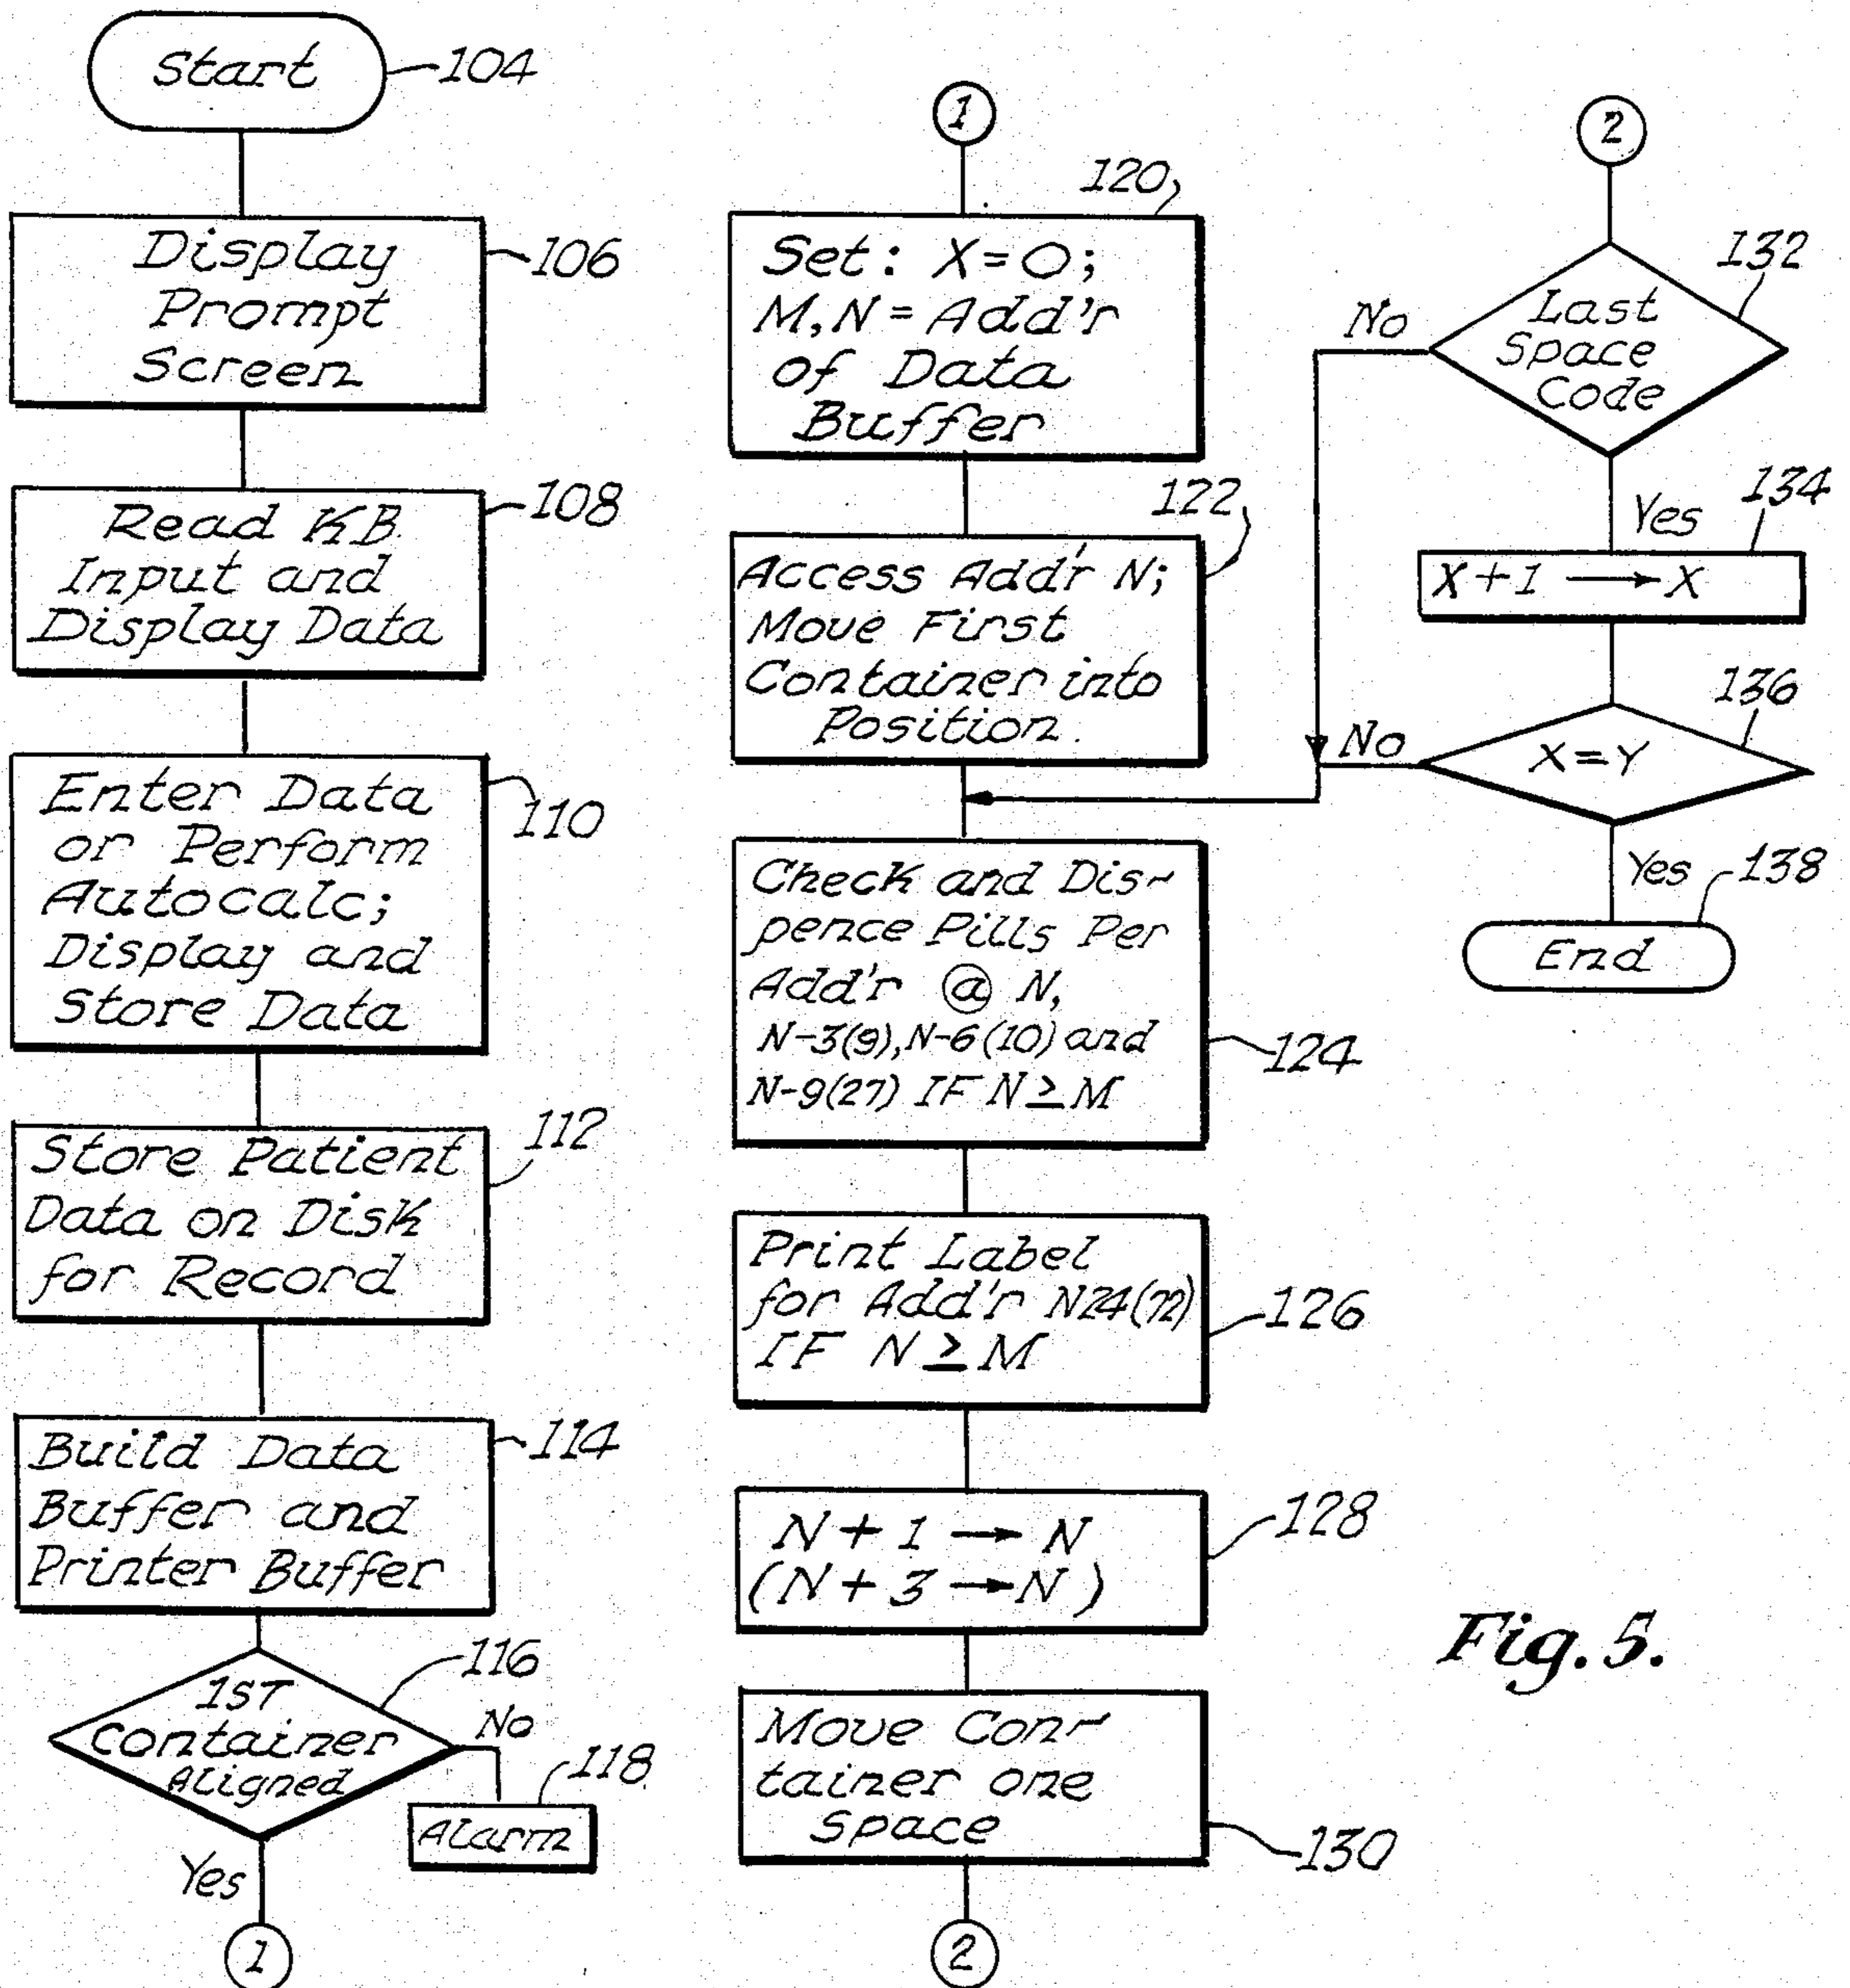 Start
104
Display
Prompt
Screen
106
Read KB
Input and
Display Data
108
Enter Data
or Perform
Autocalc;
Display and
Store Data
110
Store Patient
Data on Disk
for Record
112
Build Data
Buffer and
Printer Buffer
114
1ST
Container
Aligned
116
No
118
Alarm
Yes
1
1
120
Set: X=0;
M,N = Add'r
of Data
Buffer
122
Access Add'r N;
Move First
Container into
Position.
Check and Dis-
pence Pills Per
Add'r @ N,
N-3(9), N-6(10) and
N-9(27) IF N ≥ M
124
Print Label
for Add'r N24(72)
IF N ≥ M
126
N + 1 → N
(N + 3 → N)
128
Move Con-
tainer one
Space
130
2
2
132
Last
Space
Code
No
Yes
134
X + 1 → X
136
X = Y
No
Yes
138
End
Fig. 5.